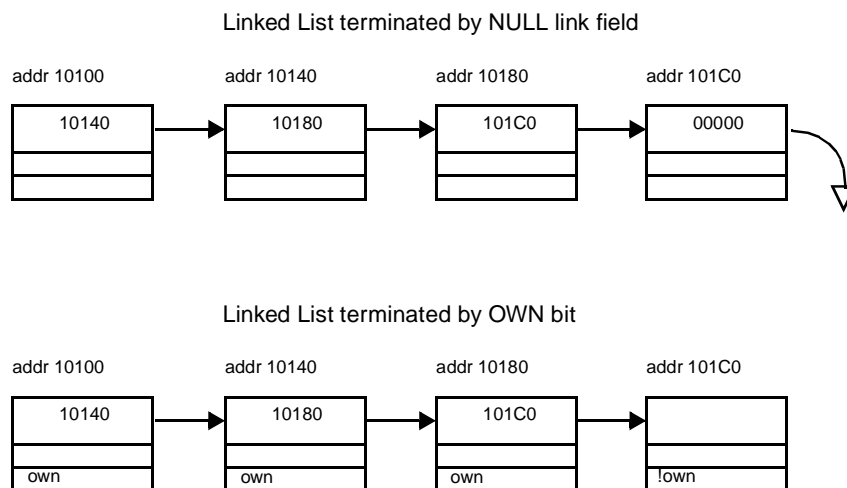 Linked List terminated by NULL link field
addr 10100 addr 10140 addr 10180 addr 101C0
10140 10180 101C0 00000
Linked List terminated by OWN bit
addr 10100 addr 10140 addr 10180 addr 101C0
10140 10180 101C0
own own own !own